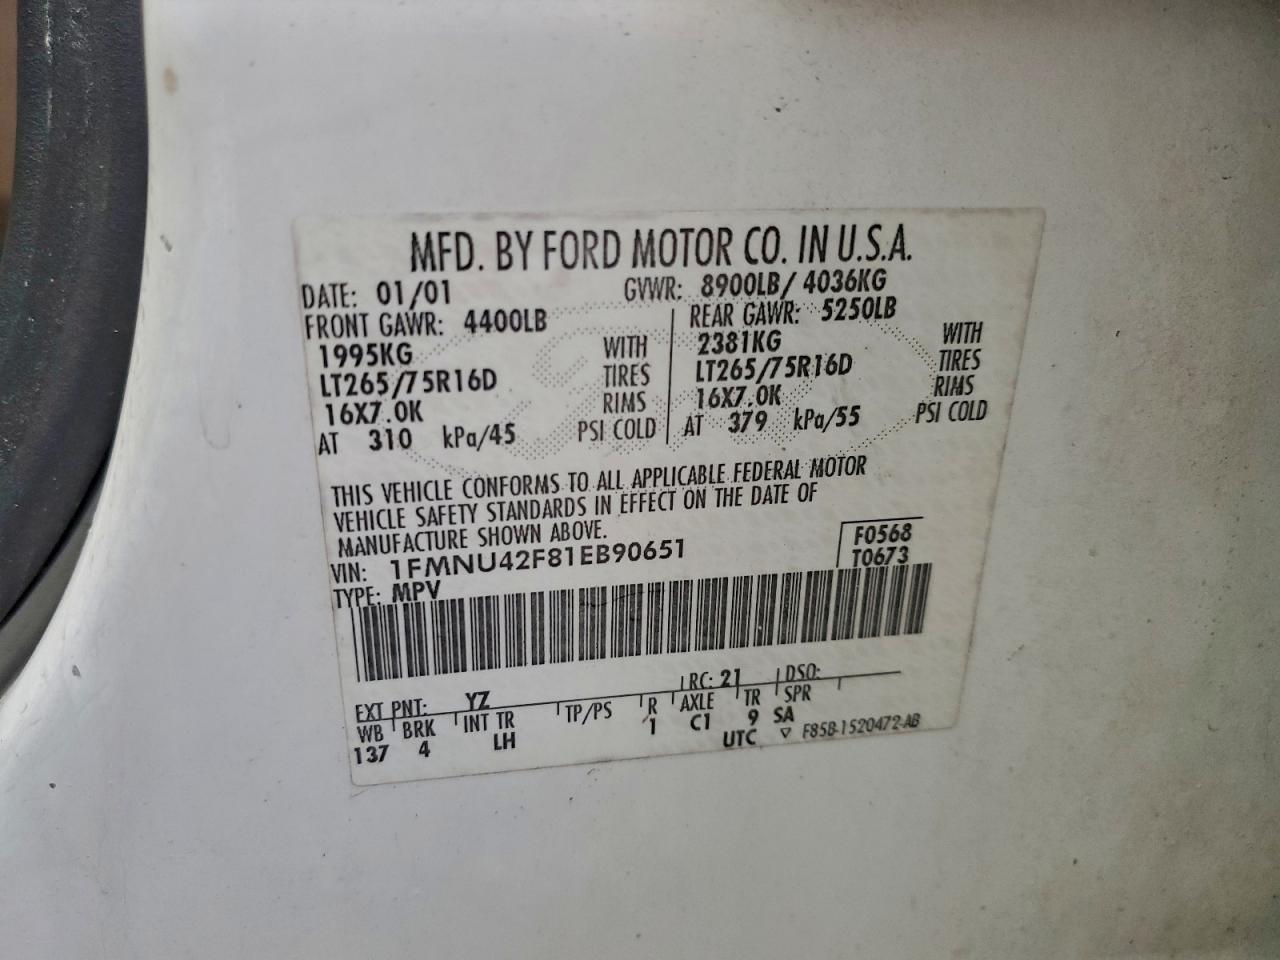 MFD. BY FORD MOTOR CO. IN U.S.A.
DATE: 01/01 GVWR: 8900LB/ 4036KG
FRONT GAWR: 4400LB REAR GAWR: 5250LB
1995KG WITH 2381KG WITH
LT265/75R16D TIRES LT265/75R16D TIRES
16X7.0K RIMS 16X7.0K RIMS
AT 310 kPa/45 PSI COLD AT 379 kPa/55 PSI COLD
THIS VEHICLE CONFORMS TO ALL APPLICABLE FEDERAL MOTOR
VEHICLE SAFETY STANDARDS IN EFFECT ON THE DATE OF
MANUFACTURE SHOWN ABOVE.
VIN: 1FMNU42F81EB90651 F0568
TYPE: MPV T0673
EXT PNT: YZ RC: 21 DSO:
WB BRK INT TR TP/PS R AXLE TR SPR
137 4 LH 1 C1 9 SA
UTC ▽ F85B-1520472-AB